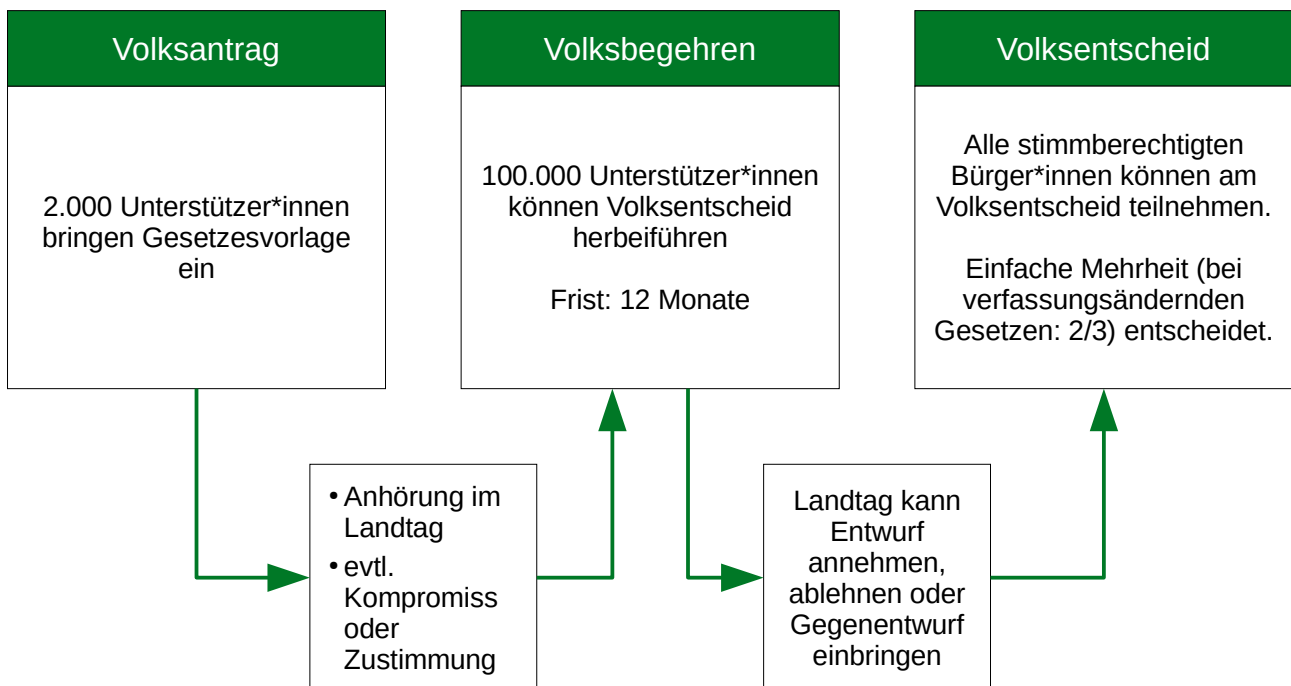 Volksantrag
2.000 Unterstützer*innen
bringen Gesetzesvorlage
ein
Volksbegehren
100.000 Unterstützer*innen
können Volksentscheid
herbeiführen
Frist: 12 Monate
Volksentscheid
Alle stimmberechtigten
Bürger*innen können am
Volksentscheid teilnehmen.
Einfache Mehrheit (bei
verfassungsändernden
Gesetzen: 2/3) entscheidet.
• Anhörung im
Landtag
• evtl.
Kompromiss
oder
Zustimmung
Landtag kann
Entwurf
annehmen,
ablehnen oder
Gegenentwurf
einbringen